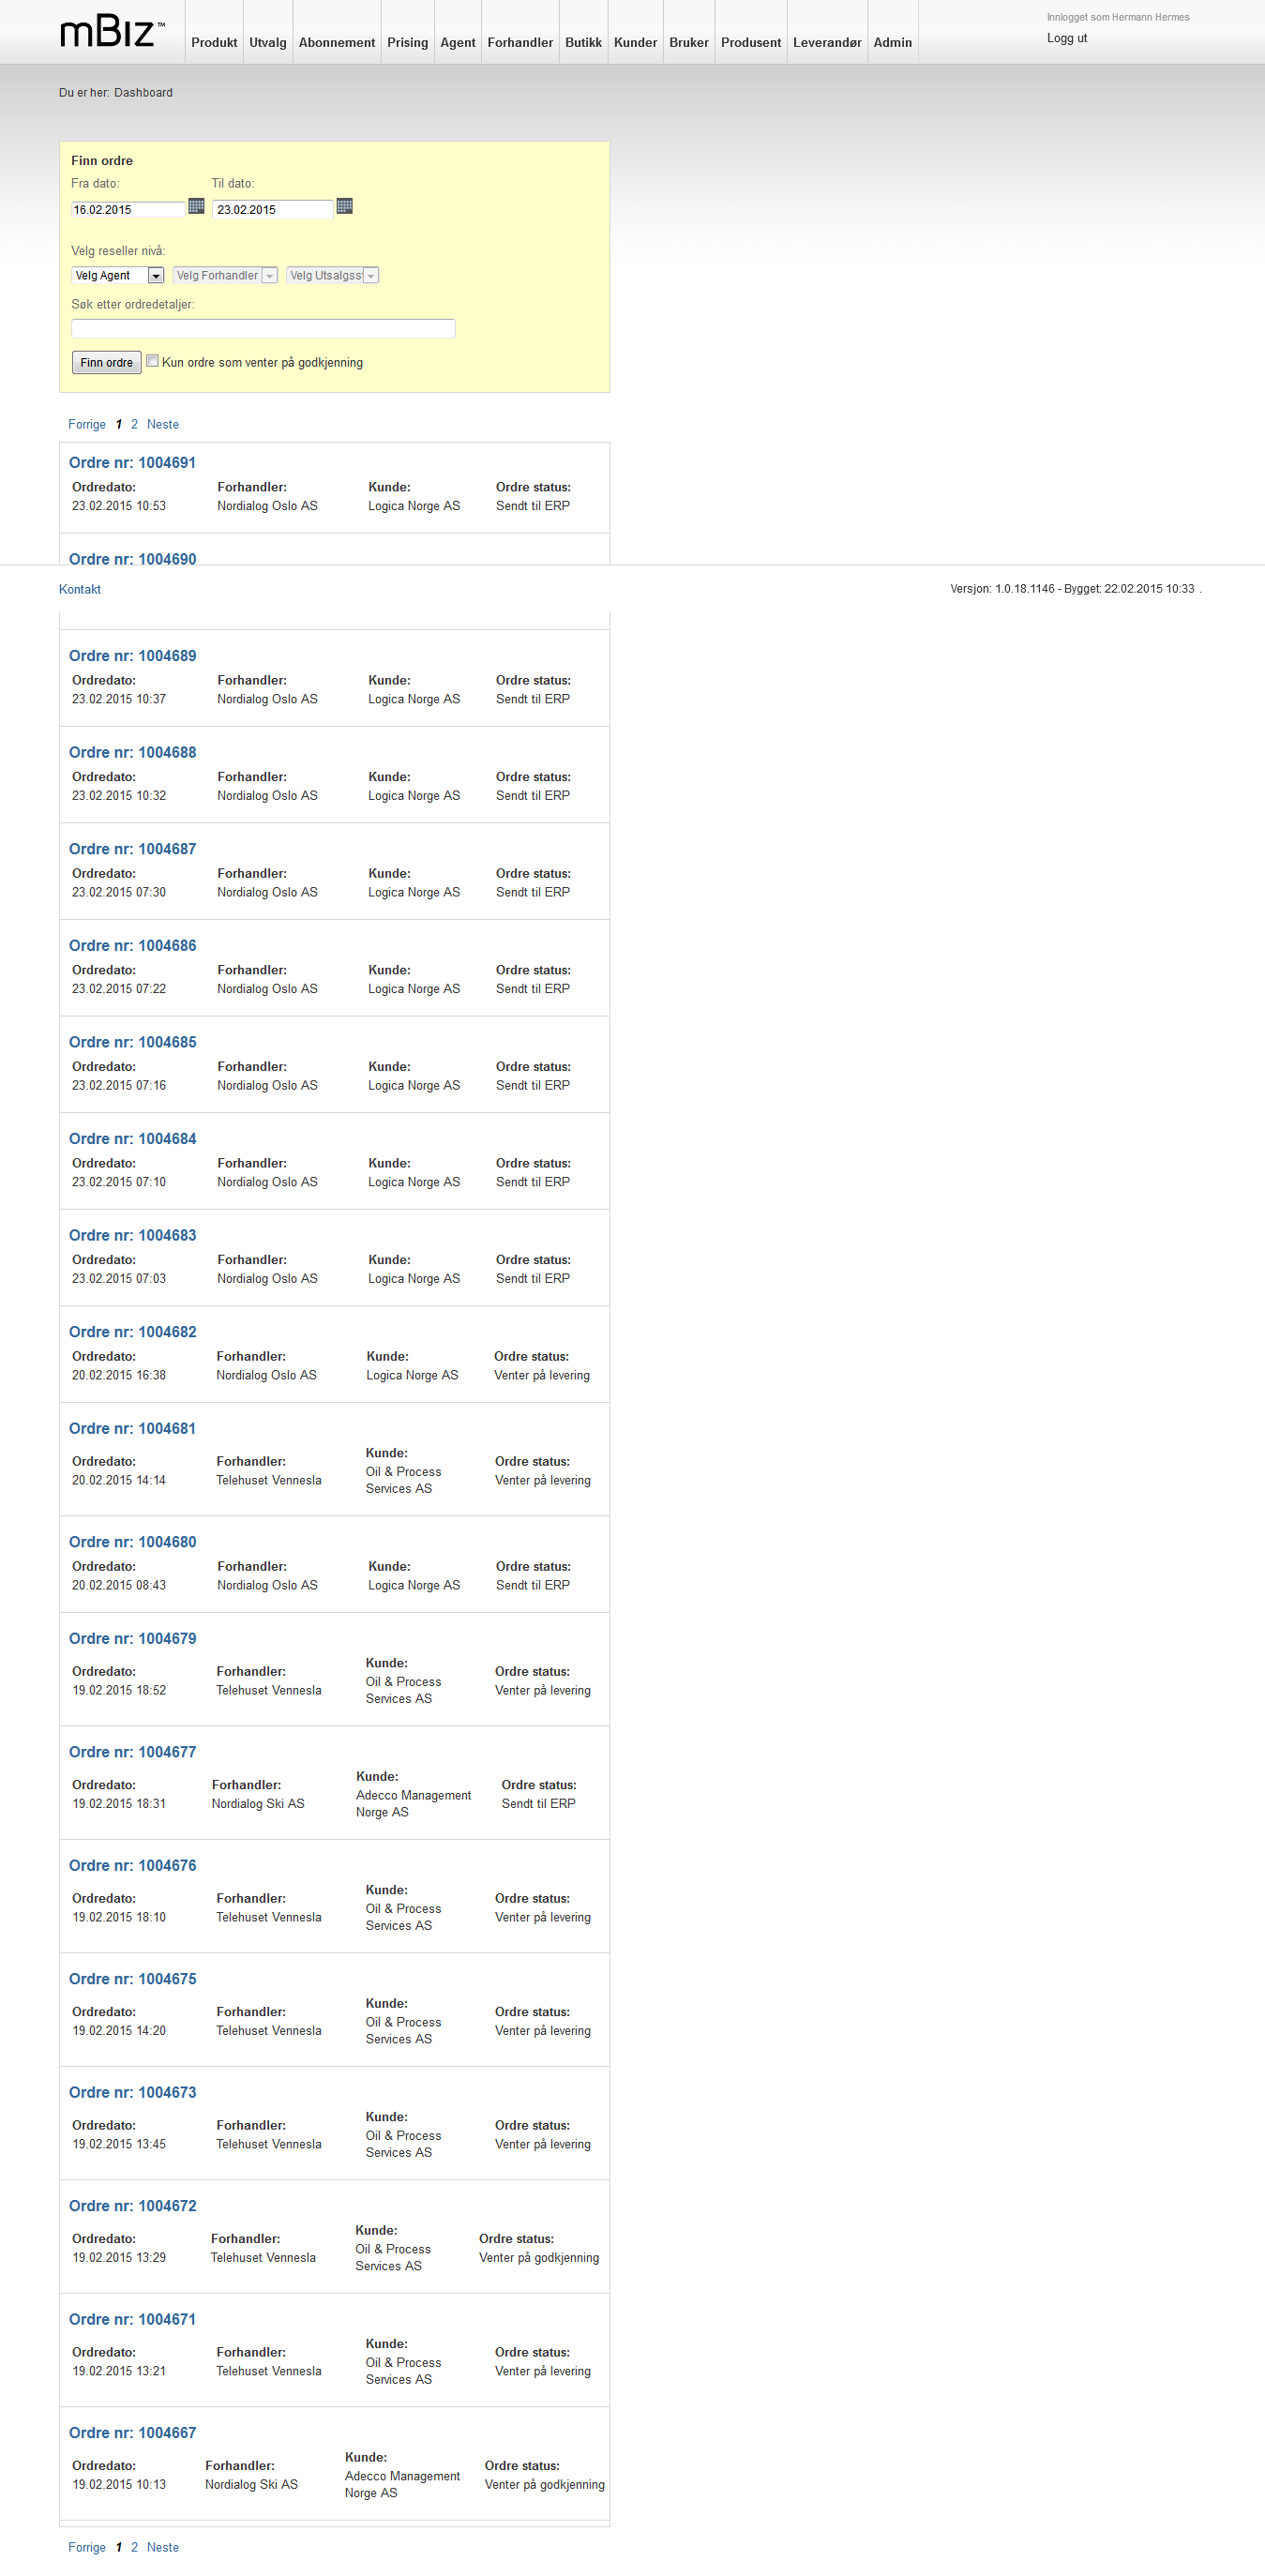 mBiz™
Produkt Utvalg Abonnement Prising Agent Forhandler Butikk Kunder Bruker Produsent Leverandør Admin
Innlogget som Hermann Hermes
Logg ut
Du er her: Dashboard
Finn ordre
Fra dato: Til dato:
16.02.2015 23.02.2015
Velg reseller nivå:
Velg Agent Velg Forhandler Velg Utsalgss
Søk etter ordredetaljer:
Finn ordre Kun ordre som venter på godkjenning
Forrige 1 2 Neste
Ordre nr: 1004691
Ordredato: Forhandler: Kunde: Ordre status:
23.02.2015 10:53 Nordialog Oslo AS Logica Norge AS Sendt til ERP
Ordre nr: 1004690
Kontakt Versjon: 1.0.18.1146 - Bygget: 22.02.2015 10:33 .
Ordre nr: 1004689
Ordredato: Forhandler: Kunde: Ordre status:
23.02.2015 10:37 Nordialog Oslo AS Logica Norge AS Sendt til ERP
Ordre nr: 1004688
Ordredato: Forhandler: Kunde: Ordre status:
23.02.2015 10:32 Nordialog Oslo AS Logica Norge AS Sendt til ERP
Ordre nr: 1004687
Ordredato: Forhandler: Kunde: Ordre status:
23.02.2015 07:30 Nordialog Oslo AS Logica Norge AS Sendt til ERP
Ordre nr: 1004686
Ordredato: Forhandler: Kunde: Ordre status:
23.02.2015 07:22 Nordialog Oslo AS Logica Norge AS Sendt til ERP
Ordre nr: 1004685
Ordredato: Forhandler: Kunde: Ordre status:
23.02.2015 07:16 Nordialog Oslo AS Logica Norge AS Sendt til ERP
Ordre nr: 1004684
Ordredato: Forhandler: Kunde: Ordre status:
23.02.2015 07:10 Nordialog Oslo AS Logica Norge AS Sendt til ERP
Ordre nr: 1004683
Ordredato: Forhandler: Kunde: Ordre status:
23.02.2015 07:03 Nordialog Oslo AS Logica Norge AS Sendt til ERP
Ordre nr: 1004682
Ordredato: Forhandler: Kunde: Ordre status:
20.02.2015 16:38 Nordialog Oslo AS Logica Norge AS Venter på levering
Ordre nr: 1004681
Ordredato: Forhandler: Kunde: Ordre status:
20.02.2015 14:14 Telehuset Vennesla Oil & Process Venter på levering
Services AS
Ordre nr: 1004680
Ordredato: Forhandler: Kunde: Ordre status:
20.02.2015 08:43 Nordialog Oslo AS Logica Norge AS Sendt til ERP
Ordre nr: 1004679
Ordredato: Forhandler: Kunde: Ordre status:
19.02.2015 18:52 Telehuset Vennesla Oil & Process Venter på levering
Services AS
Ordre nr: 1004677
Ordredato: Forhandler: Kunde: Ordre status:
19.02.2015 18:31 Nordialog Ski AS Adecco Management Sendt til ERP
Norge AS
Ordre nr: 1004676
Ordredato: Forhandler: Kunde: Ordre status:
19.02.2015 18:10 Telehuset Vennesla Oil & Process Venter på levering
Services AS
Ordre nr: 1004675
Ordredato: Forhandler: Kunde: Ordre status:
19.02.2015 14:20 Telehuset Vennesla Oil & Process Venter på levering
Services AS
Ordre nr: 1004673
Ordredato: Forhandler: Kunde: Ordre status:
19.02.2015 13:45 Telehuset Vennesla Oil & Process Venter på levering
Services AS
Ordre nr: 1004672
Ordredato: Forhandler: Kunde: Ordre status:
19.02.2015 13:29 Telehuset Vennesla Oil & Process Venter på godkjenning
Services AS
Ordre nr: 1004671
Ordredato: Forhandler: Kunde: Ordre status:
19.02.2015 13:21 Telehuset Vennesla Oil & Process Venter på levering
Services AS
Ordre nr: 1004667
Ordredato: Forhandler: Kunde: Ordre status:
19.02.2015 10:13 Nordialog Ski AS Adecco Management Venter på godkjenning
Norge AS
Forrige 1 2 Neste